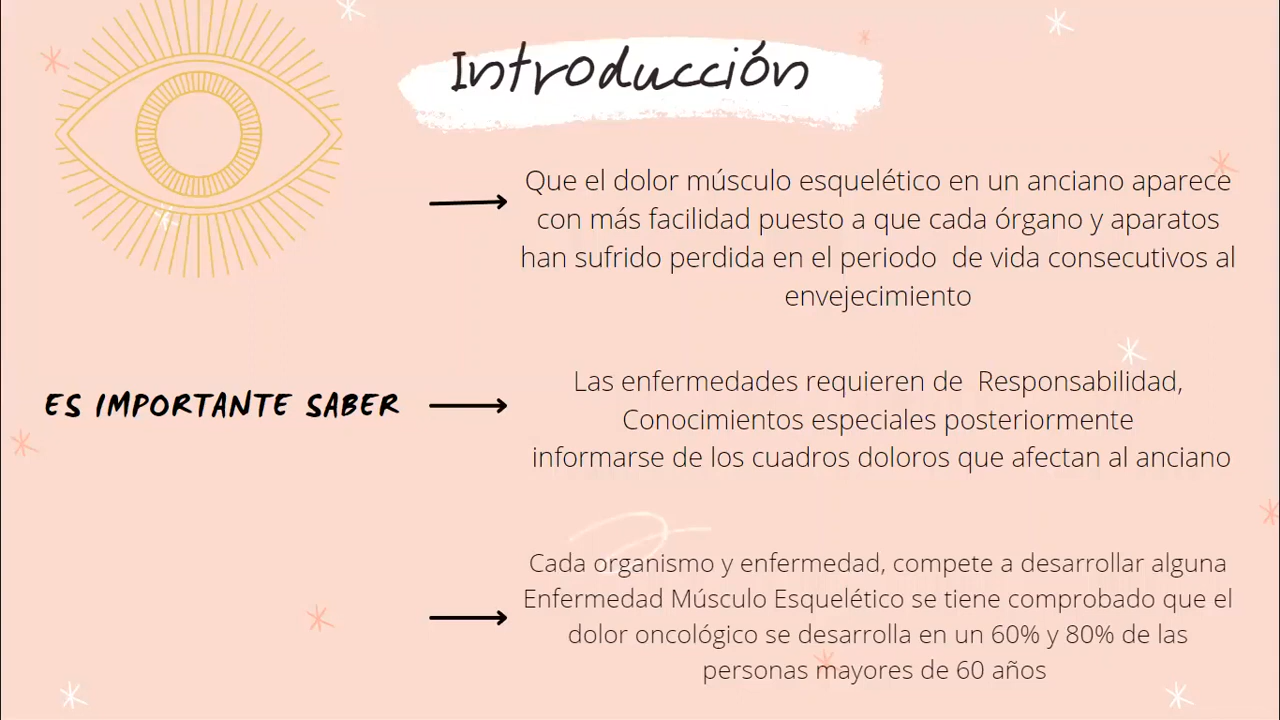 Introducción
Que el dolor músculo esquelético en un anciano aparece
con más facilidad puesto a que cada órgano y aparatos
han sufrido perdida en el periodo de vida consecutivos al
envejecimiento
ES IMPORTANTE SABER
Las enfermedades requieren de Responsabilidad,
Conocimientos especiales posteriormente
informarse de los cuadros doloros que afectan al anciano
Cada organismo y enfermedad, compete a desarrollar alguna
Enfermedad Músculo Esquelético se tiene comprobado que el
dolor oncológico se desarrolla en un 60% y 80% de las
personas mayores de 60 años